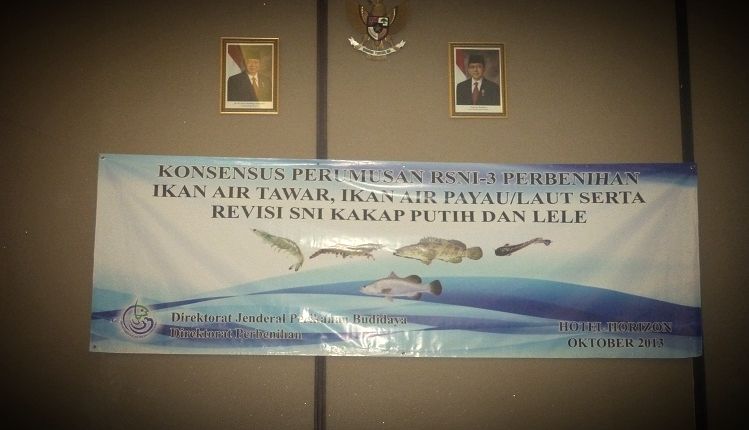 KONSENSUS PERUMUSAN RSNI-3 PERBENIHAN
IKAN AIR TAWAR, IKAN AIR PAYAU/LAUT SERTA
REVISI SNI KAKAP PUTIH DAN LELE
Direktorat Jenderal Perikanan Budidaya
Direktorat Perbenihan
HOTEL HORIZON
OKTOBER 2013